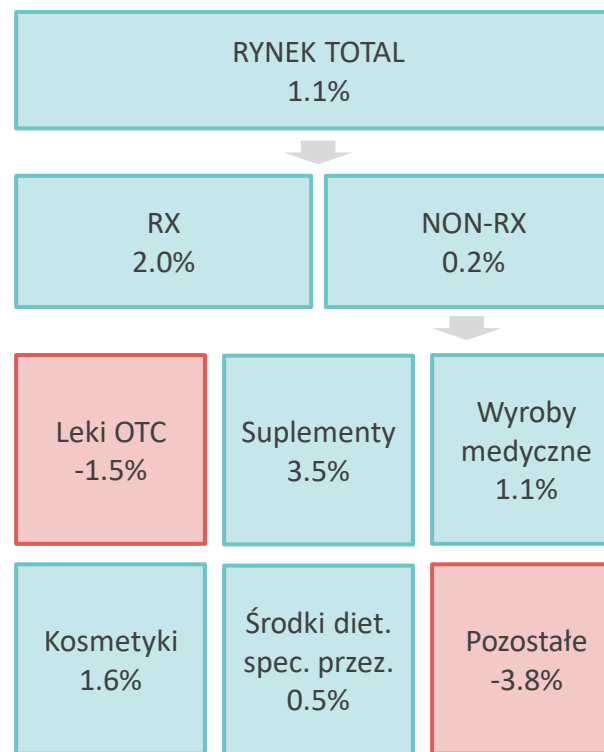 RYNEK TOTAL
1.1%
RX
2.0%
NON-RX
0.2%
Leki OTC
-1.5%
Suplementy
3.5%
Wyroby
medyczne
1.1%
Kosmetyki
1.6%
Środki diet.
spec. przez.
0.5%
Pozostałe
-3.8%